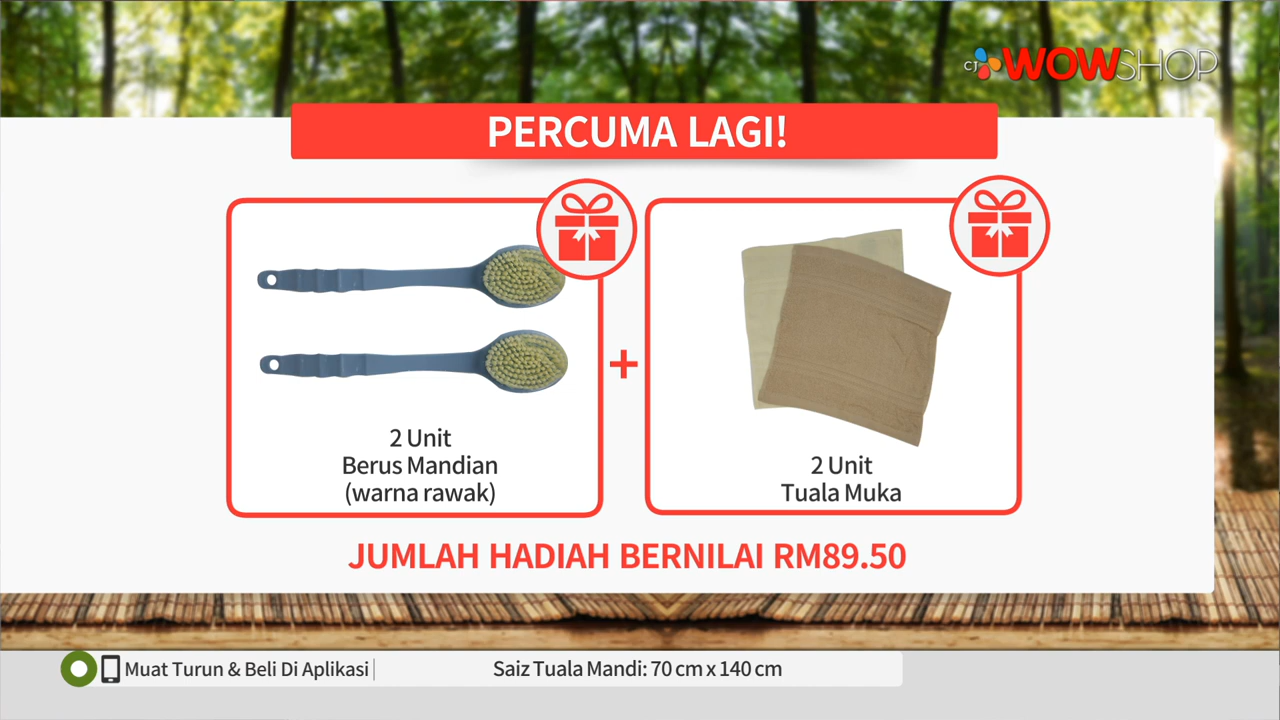 CJ WOWSHOP
PERCUMA LAGI!
2 Unit
Berus Mandian
(warna rawak)
+
2 Unit
Tuala Muka
JUMLAH HADIAH BERNILAI RM89.50
Muat Turun & Beli Di Aplikasi | Saiz Tuala Mandi: 70 cm x 140 cm